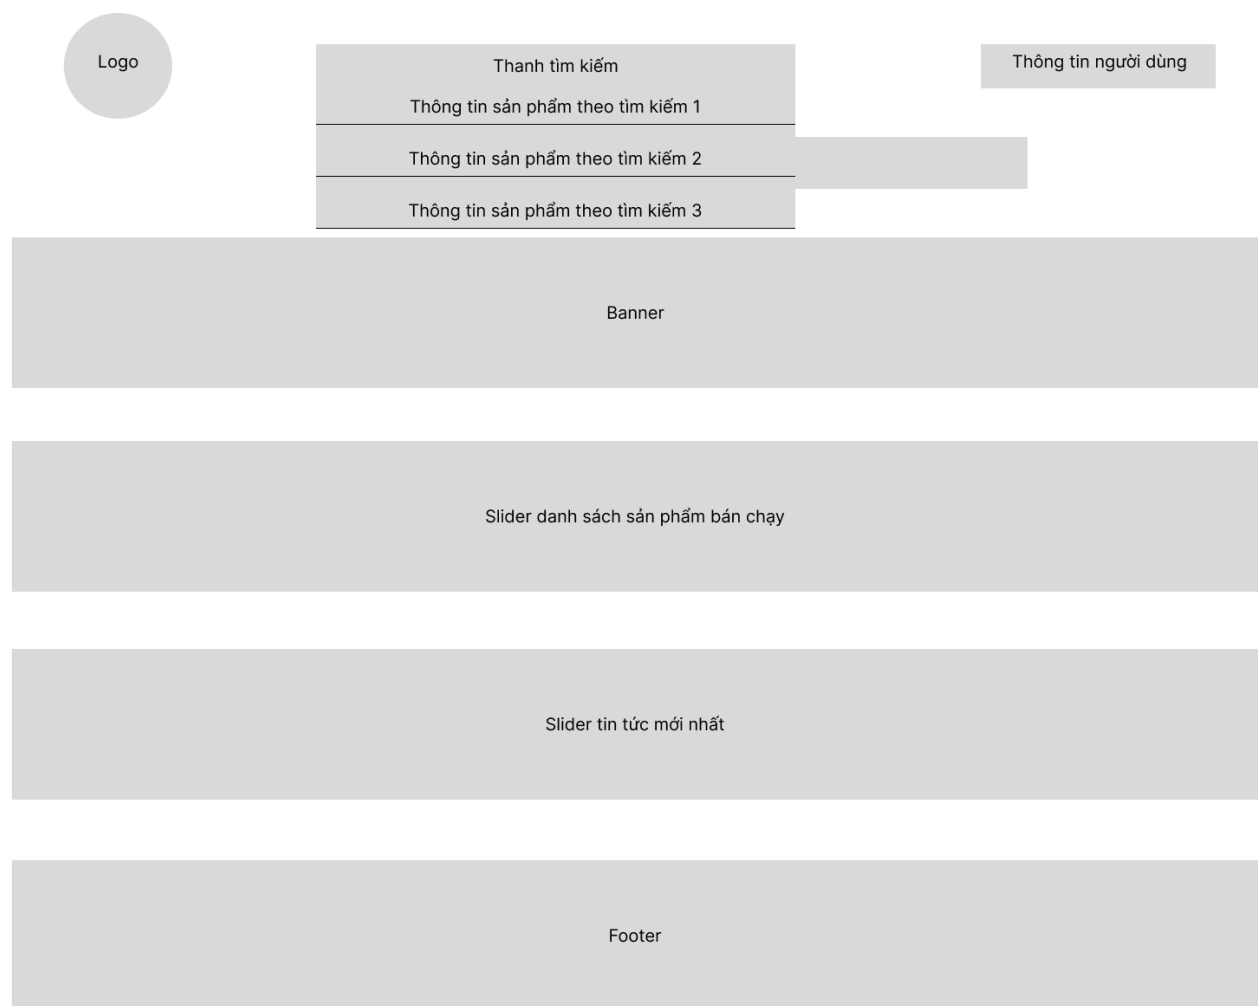 Logo
Thanh tìm kiếm
Thông tin người dùng
Thông tin sản phẩm theo tìm kiếm 1
Thông tin sản phẩm theo tìm kiếm 2
Thông tin sản phẩm theo tìm kiếm 3
Banner
Slider danh sách sản phẩm bán chạy
Slider tin tức mới nhất
Footer